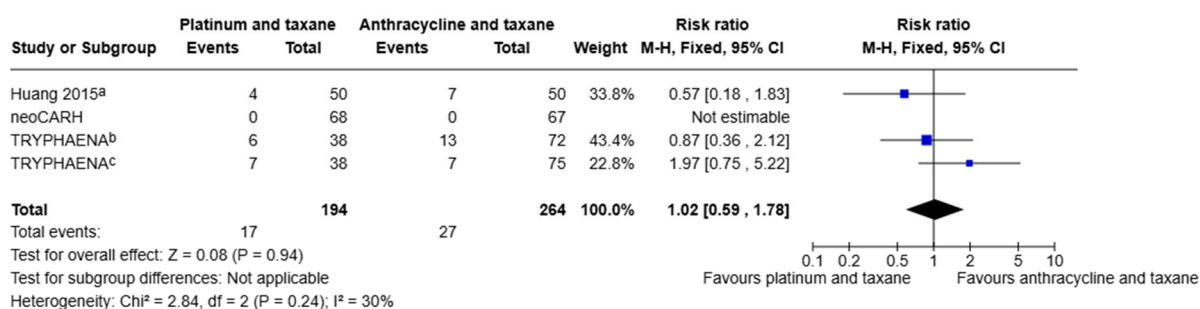 Platinum and taxane Anthracycline and taxane Risk ratio Risk ratio
Study or Subgroup Events Total Events Total Weight M-H, Fixed, 95% CI M-H, Fixed, 95% CI
Huang 2015ᵃ 4 50 7 50 33.8% 0.57 [0.18 , 1.83]
neoCARH 0 68 0 67 Not estimable
TRYPHAENAᵇ 6 38 13 72 43.4% 0.87 [0.36 , 2.12]
TRYPHAENAᶜ 7 38 7 75 22.8% 1.97 [0.75 , 5.22]
Total 194 264 100.0% 1.02 [0.59 , 1.78]
Total events: 17 27
Test for overall effect: Z = 0.08 (P = 0.94) 0.1 0.2 0.5 1 2 5 10
Test for subgroup differences: Not applicable Favours platinum and taxane Favours anthracycline and taxane
Heterogeneity: Chi² = 2.84, df = 2 (P = 0.24); I² = 30%